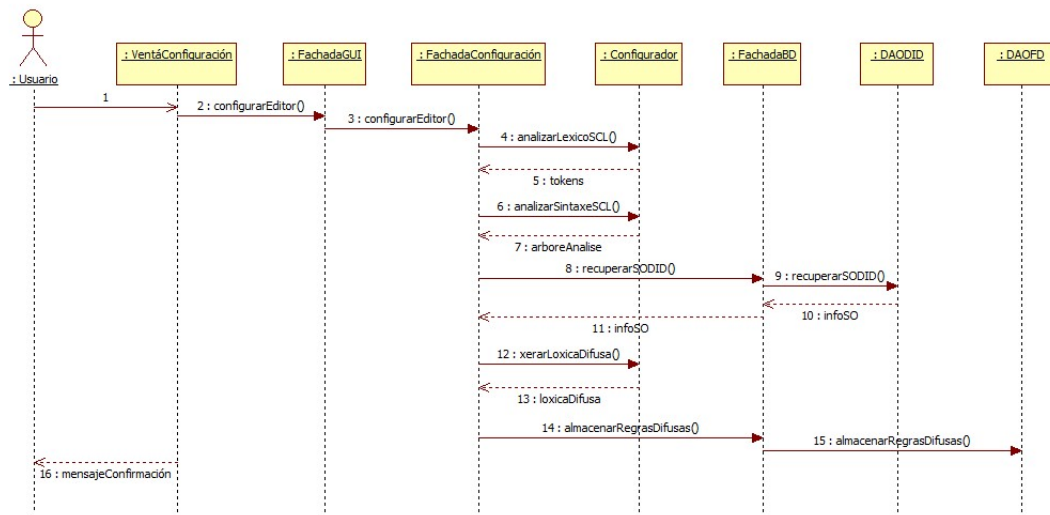 : Usuario
: VentáConfiguración
: FachadaGUI
: FachadaConfiguración
: Configurador
: FachadaBD
: DAODID
: DAOFD
1
2 : configurarEditor()
3 : configurarEditor()
4 : analizarLexicoSCL()
5 : tokens
6 : analizarSintaxeSCL()
7 : arboreAnalise
8 : recuperarSODID()
9 : recuperarSODID()
10 : infoSO
11 : infoSO
12 : xerarLoxicaDifusa()
13 : loxicaDifusa
14 : almacenarRegrasDifusas()
15 : almacenarRegrasDifusas()
16 : mensajeConfirmación